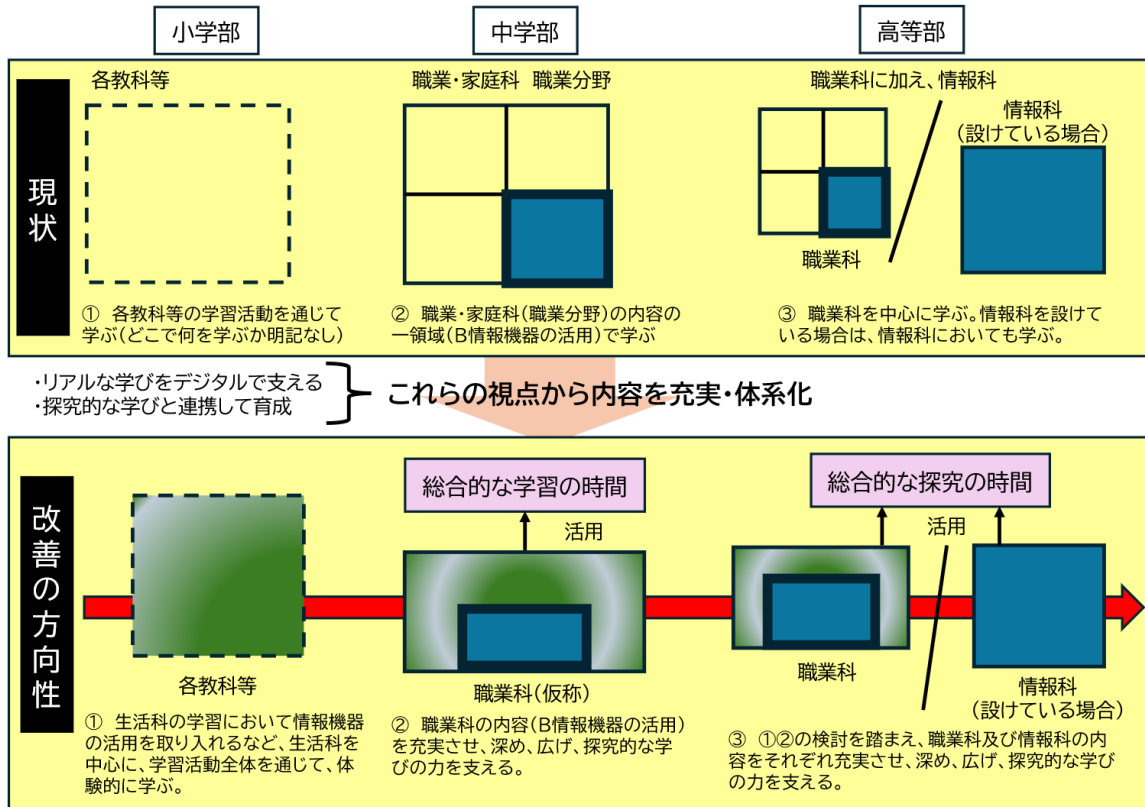 小学部
中学部
高等部
現状
各教科等
① 各教科等の学習活動を通じて
学ぶ(どこで何を学ぶか明記なし)
職業・家庭科 職業分野
② 職業・家庭科(職業分野)の内容の
一領域(B情報機器の活用)で学ぶ
職業科に加え、情報科
情報科
(設けている場合)
職業科
③ 職業科を中心に学ぶ。情報科を設けて
いる場合は、情報科においても学ぶ。
・リアルな学びをデジタルで支える
・探究的な学びと連携して育成
これらの視点から内容を充実・体系化
改善の方向性
各教科等
① 生活科の学習において情報機器
の活用を取り入れるなど、生活科を
中心に、学習活動全体を通じて、体
験的に学ぶ。
総合的な学習の時間
活用
職業科(仮称)
② 職業科の内容(B情報機器の活用)
を充実させ、深め、広げ、探究的な学
びの力を支える。
総合的な探究の時間
活用
職業科
情報科
(設けている場合)
③ ①②の検討を踏まえ、職業科及び情報科の内
容をそれぞれ充実させ、深め、広げ、探究的な学び
の力を支える。